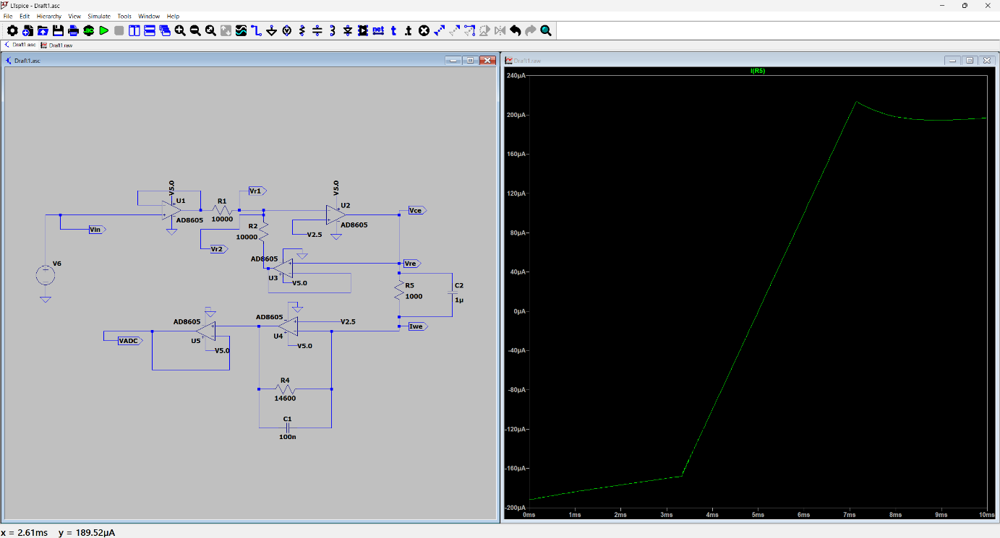 LTspice - Draft1.asc
File Edit Hierarchy View Simulate Tools Window Help
net t .t
Draft1.asc Draft1.raw
Draft1.asc
V5.0
U1
AD8605
R1
10000
Vr1
V5.0
U2
AD8605
Vce
Vin
R2
10000
V2.5
Vr2
AD8605
U3
V5.0
Vre
V6
R5
1000
C2
1µ
AD8605
U5
V5.0
AD8605
U4
V2.5
V5.0
Iwe
VADC
R4
14600
C1
100n
Draft1.raw
I(R5)
240µA
200µA
160µA
120µA
80µA
40µA
0µA
-40µA
-80µA
-120µA
-160µA
-200µA
0ms 1ms 2ms 3ms 4ms 5ms 6ms 7ms 8ms 9ms 10ms
x = 2.61ms y = 189.52µA